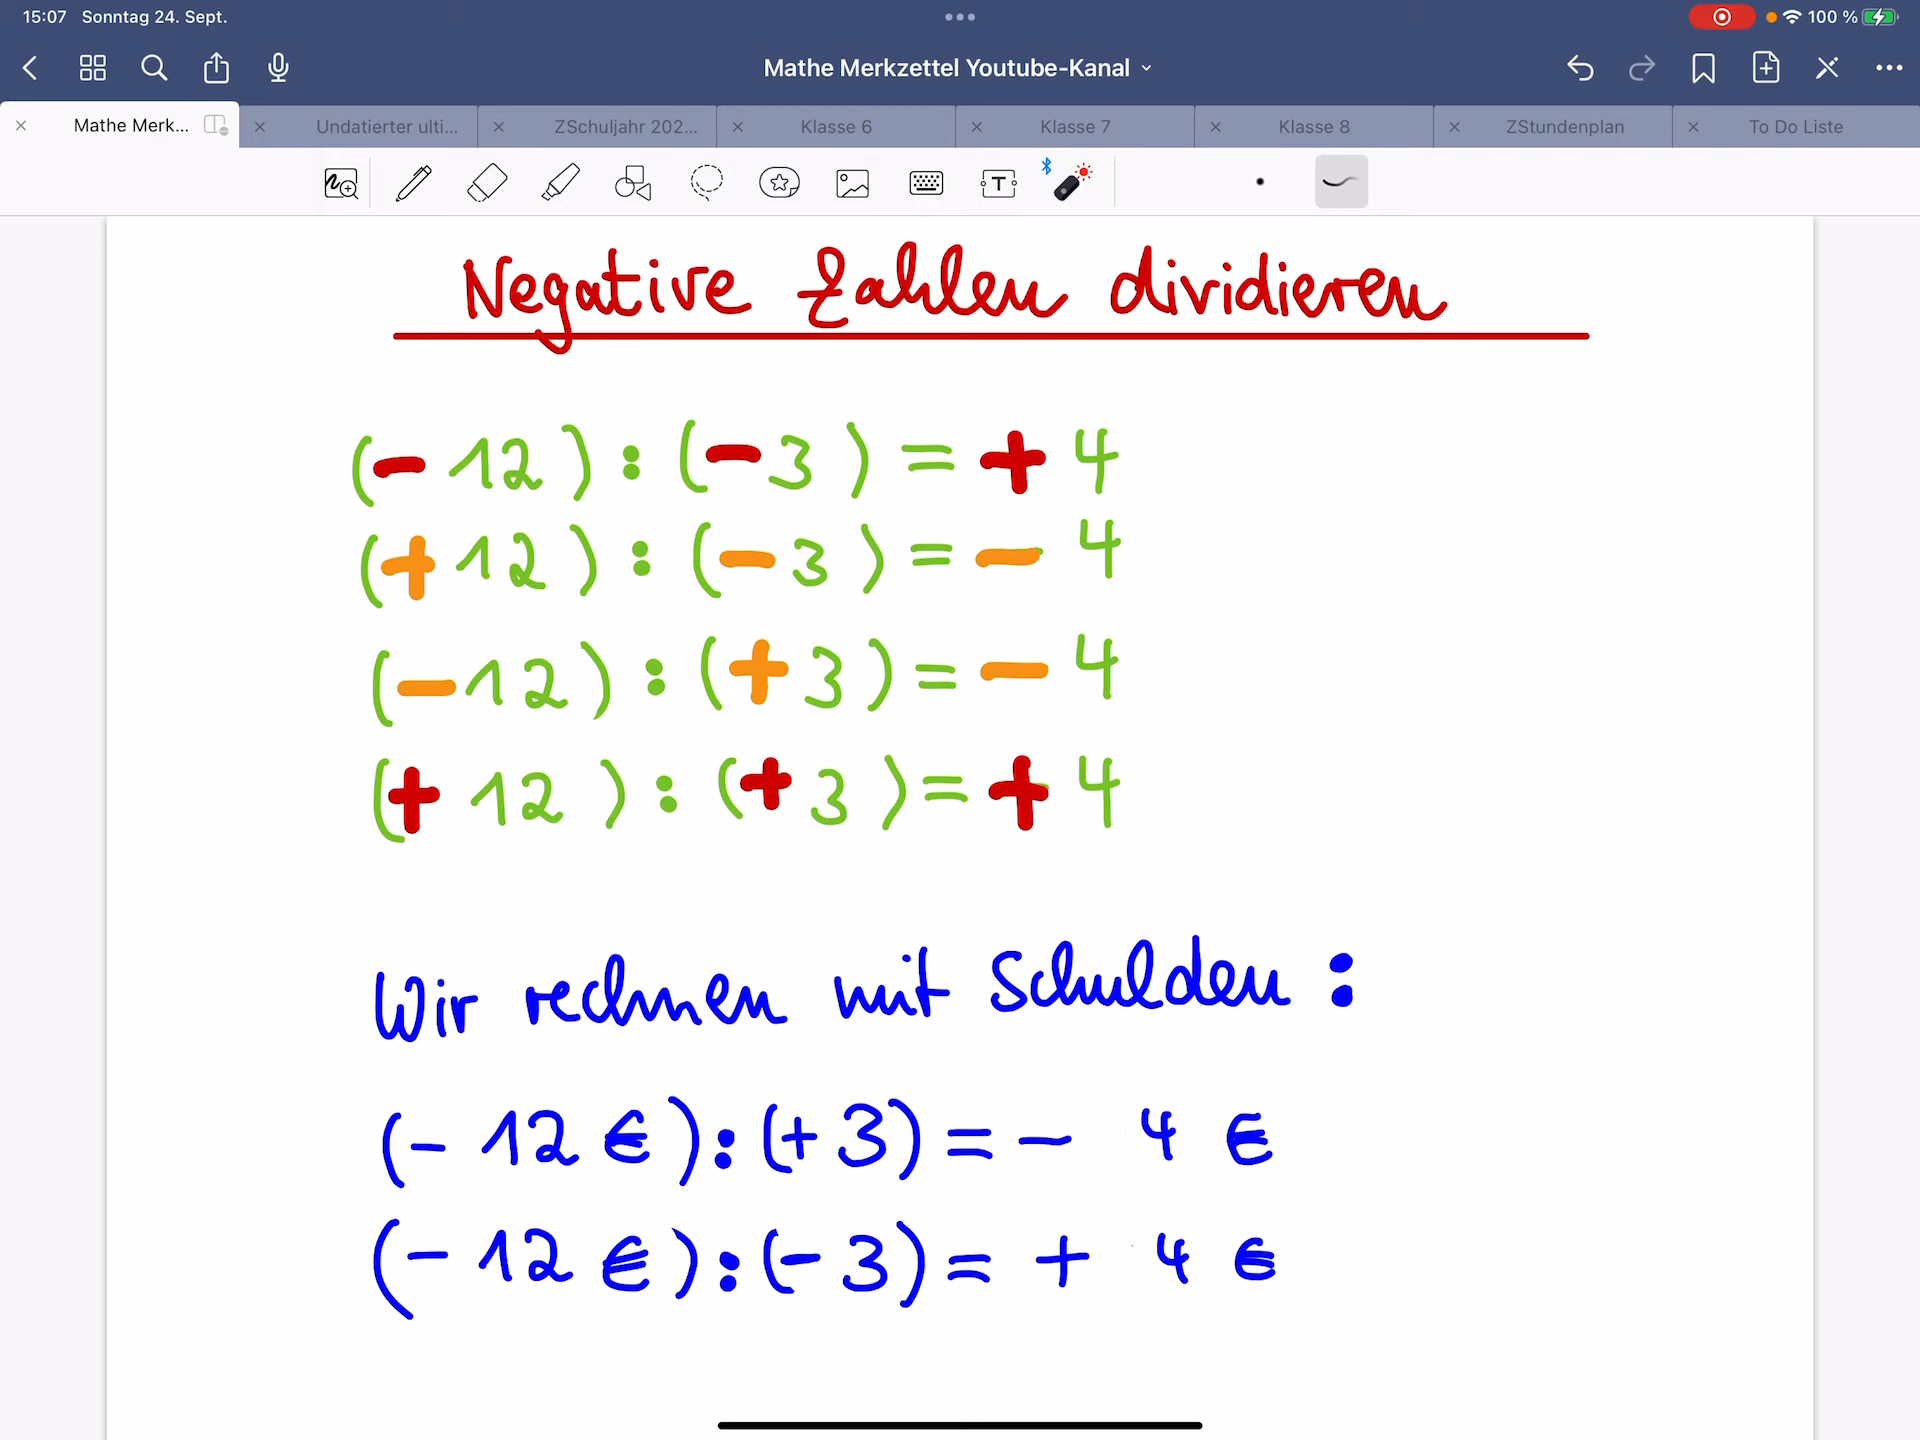 15:07 Sonntag 24. Sept. 100 %
Mathe Merkzettel Youtube-Kanal
Mathe Merk... Undatierter ulti... ZSchuljahr 202... Klasse 6 Klasse 7 Klasse 8 ZStundenplan To Do Liste
T
Negative Zahlen dividieren
(- 12) : (- 3) = + 4
(+ 12) : (- 3) = - 4
(- 12) : (+ 3) = - 4
(+ 12) : (+ 3) = + 4
Wir rechnen mit Schulden :
(- 12 €) : (+ 3) = - 4 €
(- 12 €) : (- 3) = + 4 €